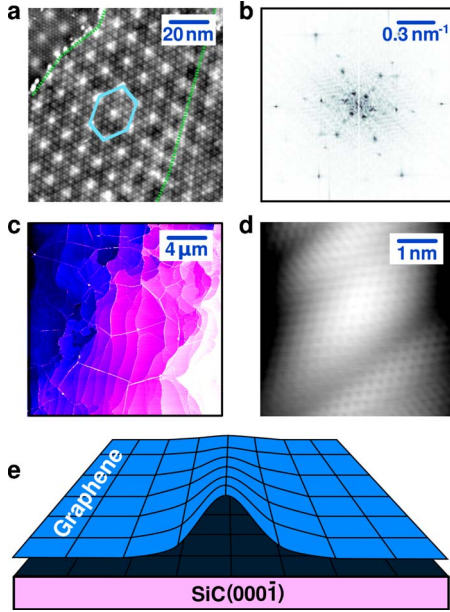 a
20 nm
b
0.3 nm⁻¹
c
4 μm
d
1 nm
e
Graphene
SiC(0001̄)